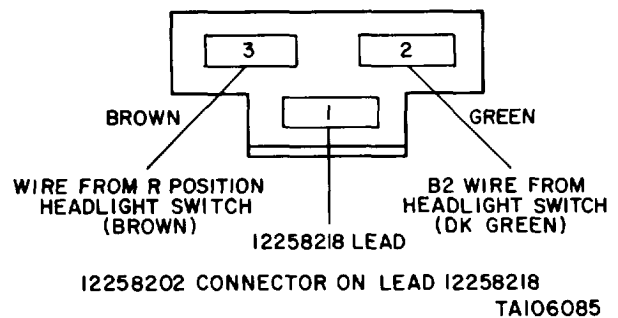 3 2
1
BROWN GREEN
WIRE FROM R POSITION
HEADLIGHT SWITCH
(BROWN)
B2 WIRE FROM
HEADLIGHT SWITCH
(DK GREEN)
12258218 LEAD
12258202 CONNECTOR ON LEAD 12258218
TA106085